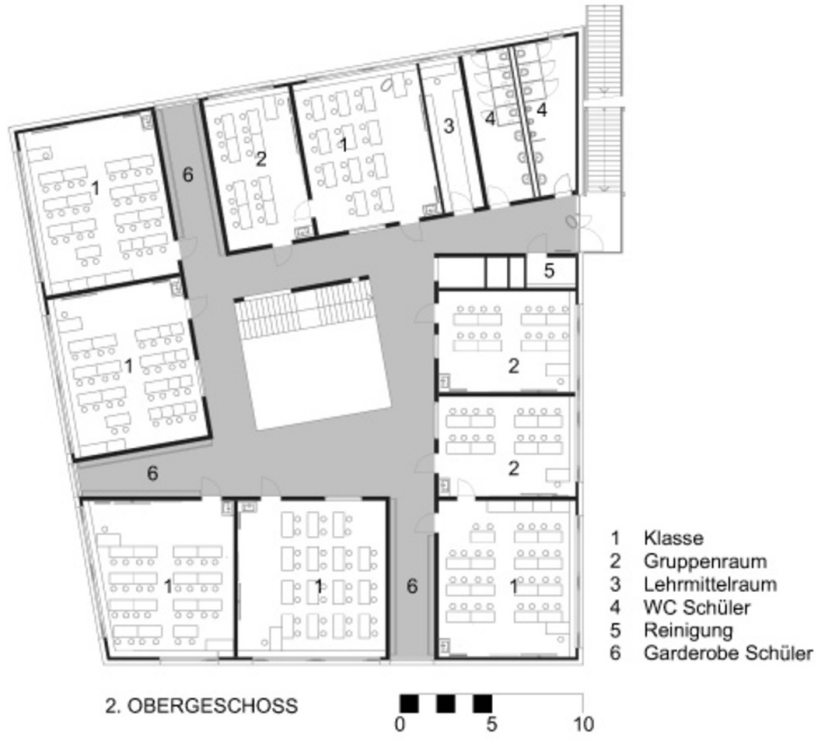 4
4
3
1
2
6
1
5
1
2
6
2
1
1
6
1
1 Klasse
2 Gruppenraum
3 Lehrmittelraum
4 WC Schüler
5 Reinigung
6 Garderobe Schüler
2. OBERGESCHOSS
0 5 10